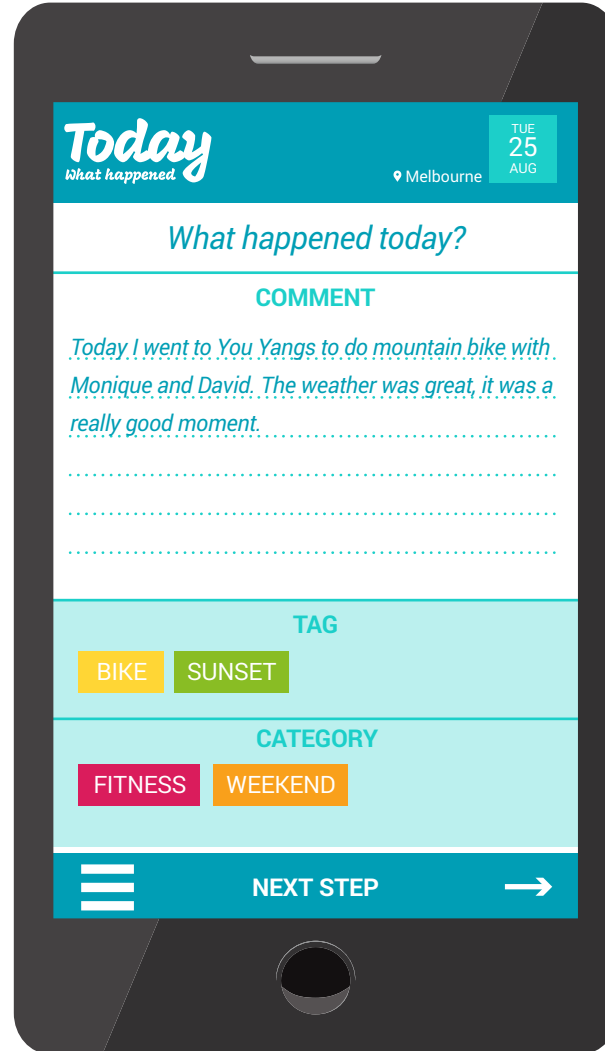 Today
What happened
Melbourne
TUE
25
AUG
What happened today?
COMMENT
Today I went to You Yangs to do mountain bike with
Monique and David. The weather was great, it was a
really good moment.
TAG
BIKE SUNSET
CATEGORY
FITNESS WEEKEND
NEXT STEP